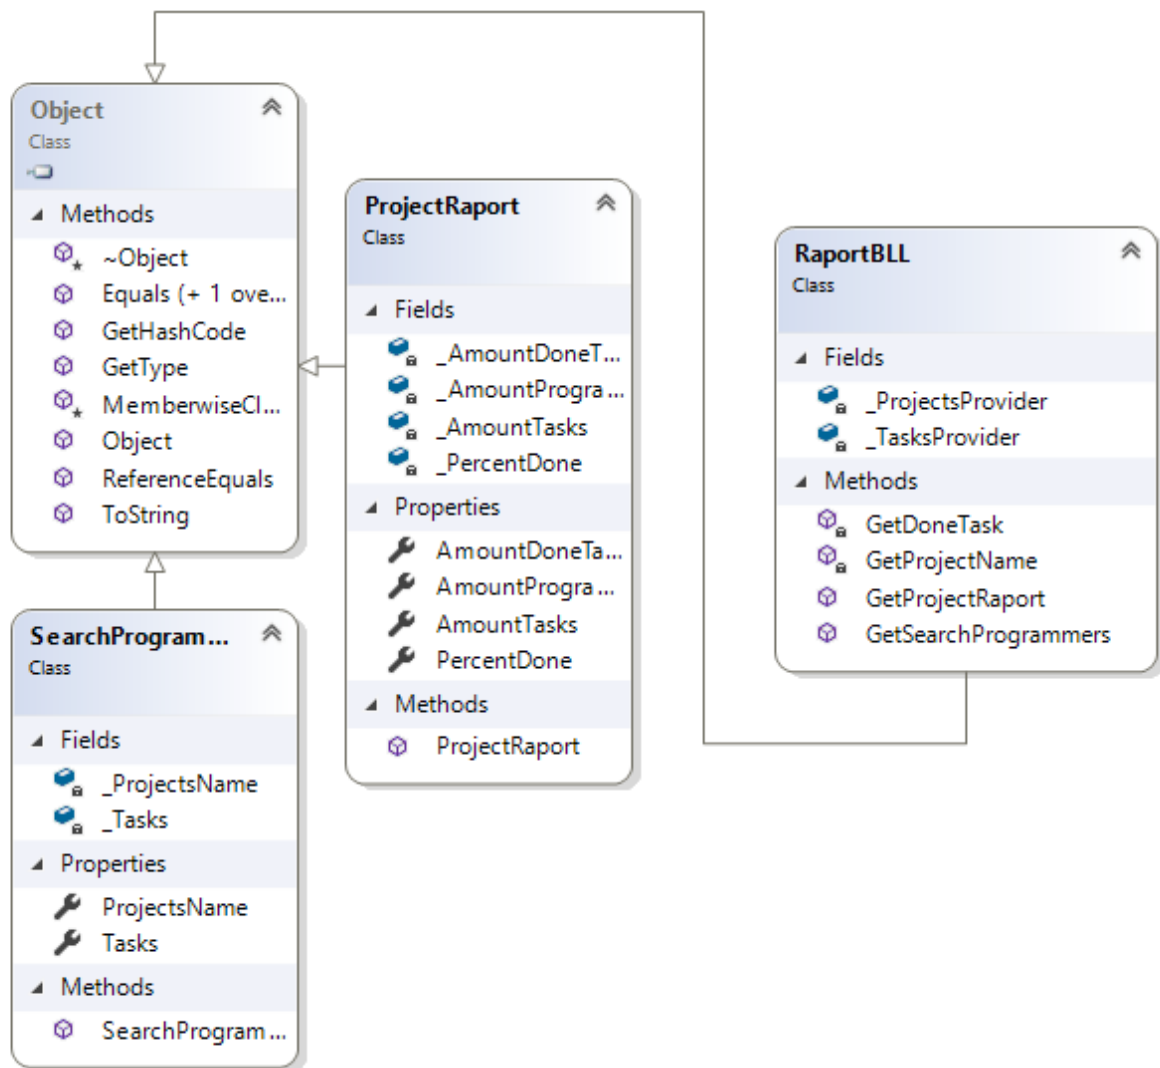 Object
Class
Methods
~Object
Equals (+ 1 ove...
GetHashCode
GetType
MemberwiseCl...
Object
ReferenceEquals
ToString
ProjectRaport
Class
Fields
_AmountDoneT...
_AmountProgra...
_AmountTasks
_PercentDone
Properties
AmountDoneTa...
AmountProgra...
AmountTasks
PercentDone
Methods
ProjectRaport
RaportBLL
Class
Fields
_ProjectsProvider
_TasksProvider
Methods
GetDoneTask
GetProjectName
GetProjectRaport
GetSearchProgrammers
SearchProgram...
Class
Fields
_ProjectsName
_Tasks
Properties
ProjectsName
Tasks
Methods
SearchProgram...